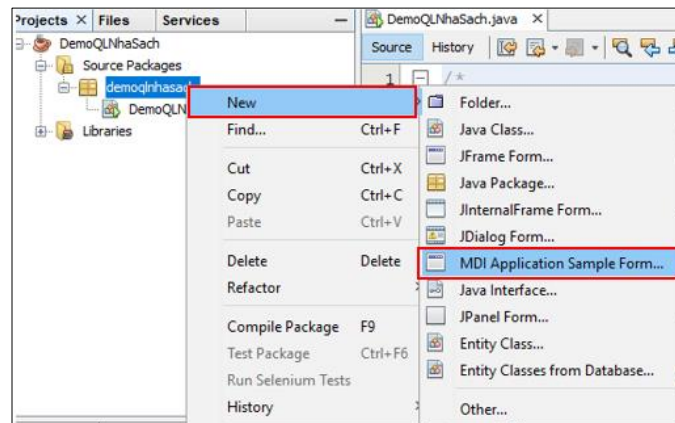 Projects × Files Services
DemoQLNhaSach
Source Packages
demoqlnhasach
DemoQLN
Libraries
DemoQLNhaSach.java ×
Source History
1 /*
New
Find... Ctrl+F
Cut Ctrl+X
Copy Ctrl+C
Paste Ctrl+V
Delete Delete
Refactor
Compile Package F9
Test Package Ctrl+F6
Run Selenium Tests
History
Folder...
Java Class...
JFrame Form...
Java Package...
JInternalFrame Form...
JDialog Form...
MDI Application Sample Form...
Java Interface...
JPanel Form...
Entity Class...
Entity Classes from Database...
Other...